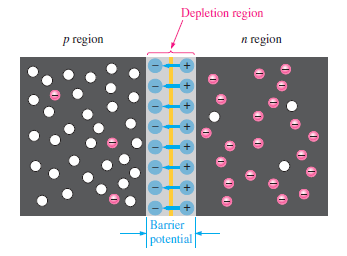 Depletion region
p region
n region
Barrier
potential